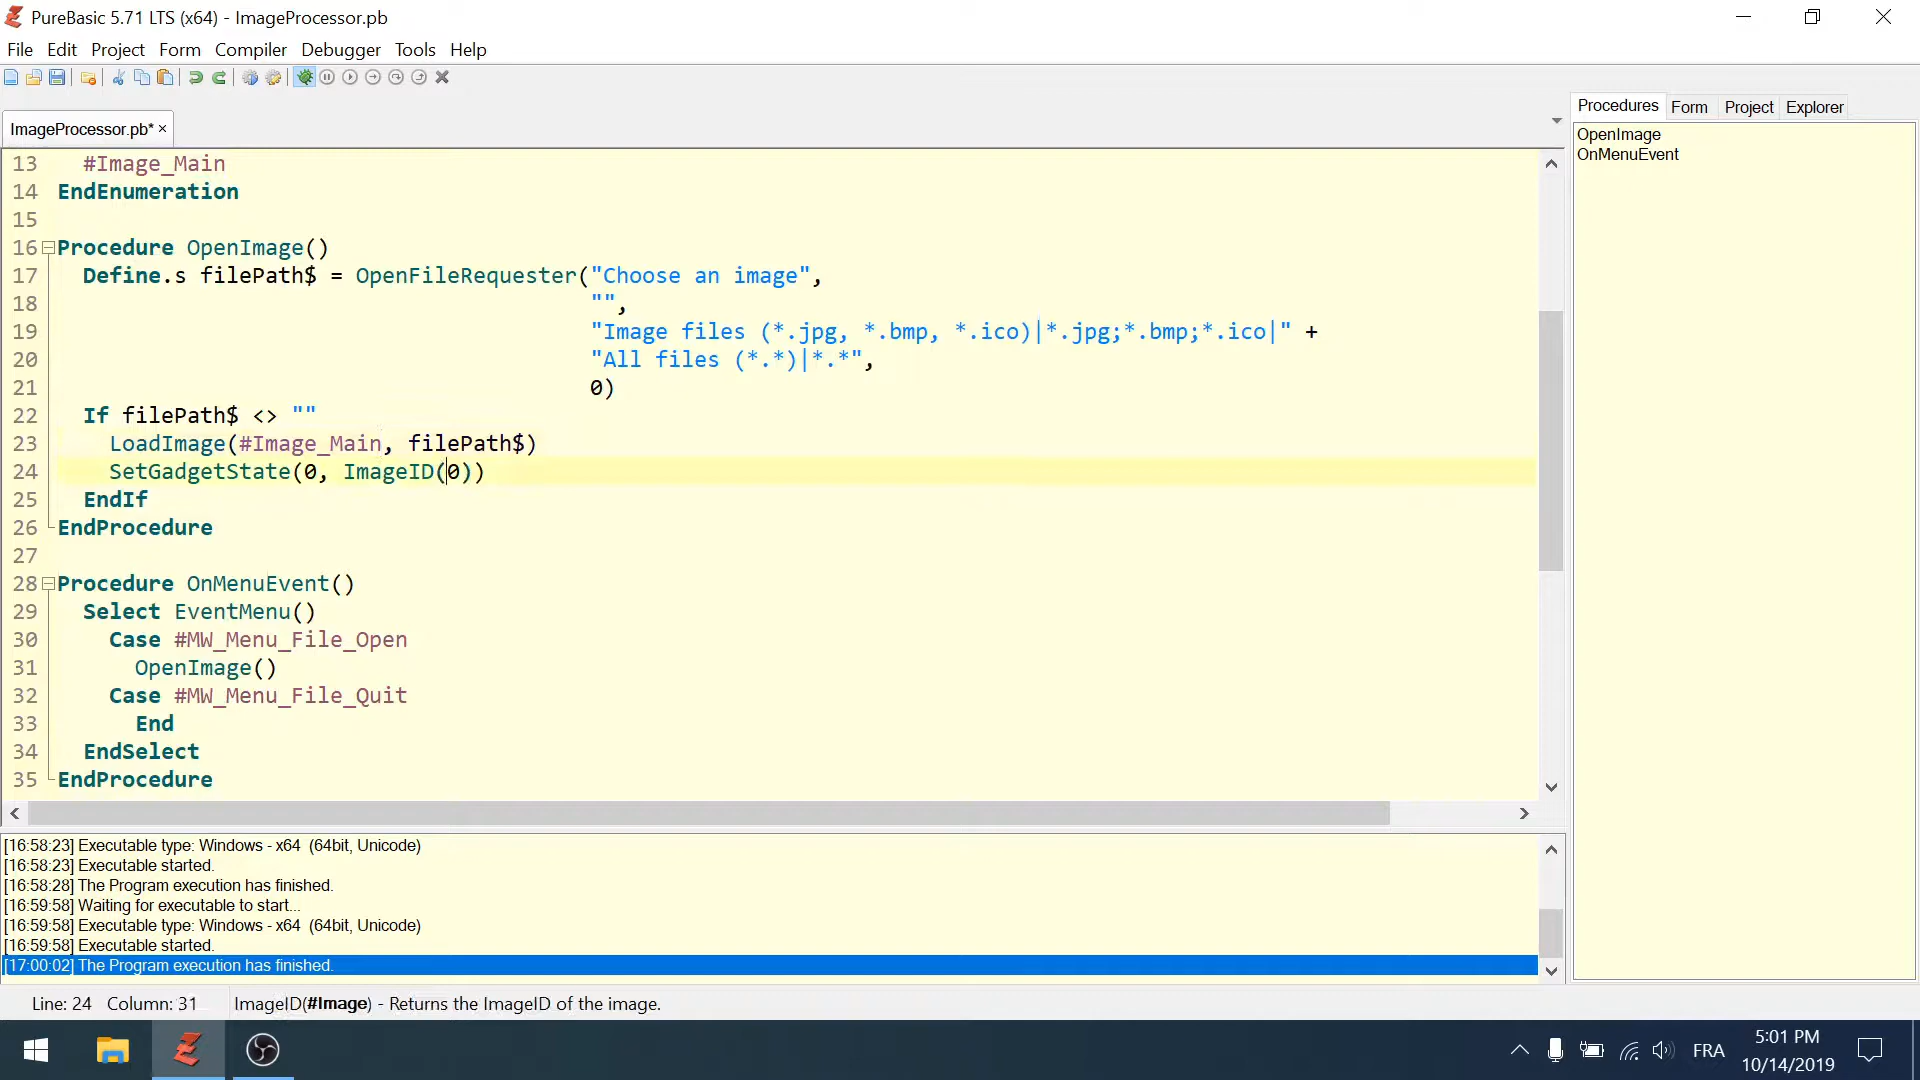 PureBasic 5.71 LTS (x64) - ImageProcessor.pb
File Edit Project Form Compiler Debugger Tools Help
ImageProcessor.pb*
Procedures Form Project Explorer
OpenImage
OnMenuEvent
13 #Image_Main
14 EndEnumeration
15
16 Procedure OpenImage()
17 Define.s filePath$ = OpenFileRequester("Choose an image",
18 "",
19 "Image files (*.jpg, *.bmp, *.ico)|*.jpg;*.bmp;*.ico|" +
20 "All files (*.*)|*.*",
21 0)
22 If filePath$ <> ""
23 LoadImage(#Image_Main, filePath$)
24 SetGadgetState(0, ImageID(0))
25 EndIf
26 EndProcedure
27
28 Procedure OnMenuEvent()
29 Select EventMenu()
30 Case #MW_Menu_File_Open
31 OpenImage()
32 Case #MW_Menu_File_Quit
33 End
34 EndSelect
35 EndProcedure
[16:58:23] Executable type: Windows - x64 (64bit, Unicode)
[16:58:23] Executable started.
[16:58:28] The Program execution has finished.
[16:59:58] Waiting for executable to start...
[16:59:58] Executable type: Windows - x64 (64bit, Unicode)
[16:59:58] Executable started.
[17:00:02] The Program execution has finished.
Line: 24 Column: 31 ImageID(#Image) - Returns the ImageID of the image.
FRA
5:01 PM
10/14/2019